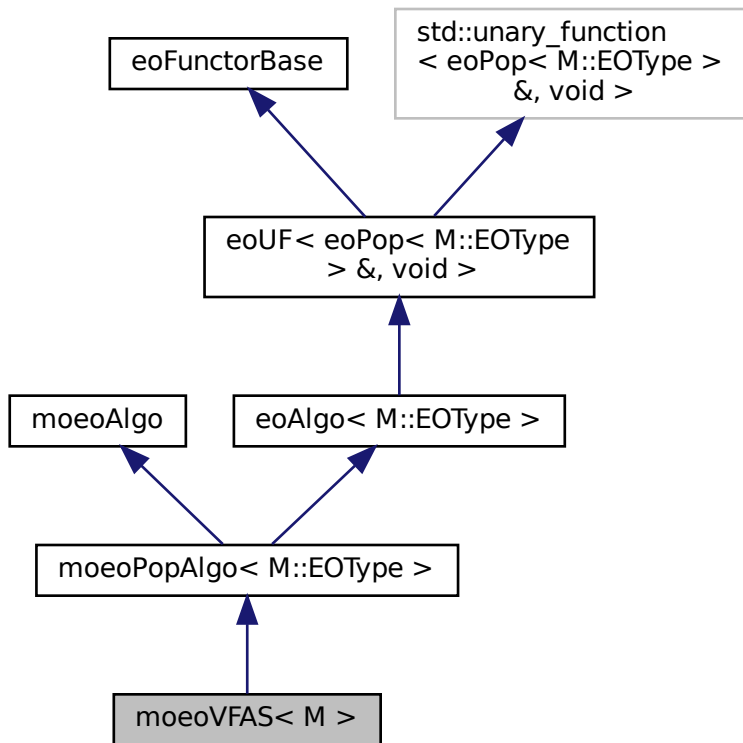 std::unary_function
< eoPop< M::EOType >
&, void >
eoFunctorBase
eoUF< eoPop< M::EOType
> &, void >
moeoAlgo
eoAlgo< M::EOType >
moeoPopAlgo< M::EOType >
moeoVFAS< M >